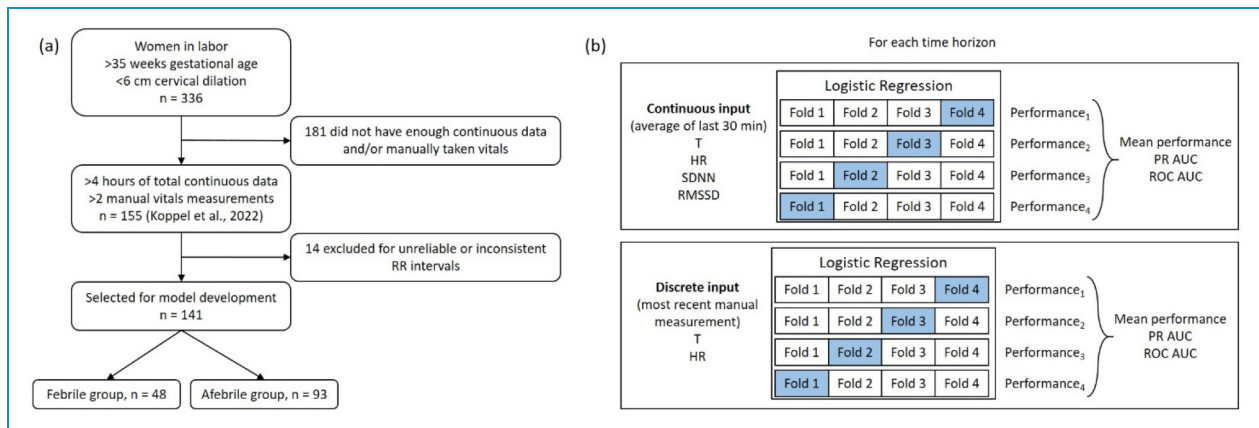 (a)
Women in labor
>35 weeks gestational age
<6 cm cervical dilation
n = 336
181 did not have enough continuous data
and/or manually taken vitals
>4 hours of total continuous data
>2 manual vitals measurements
n = 155 (Koppel et al., 2022)
14 excluded for unreliable or inconsistent
RR intervals
Selected for model development
n = 141
Febrile group, n = 48
Afebrile group, n = 93
(b)
For each time horizon
Continuous input
(average of last 30 min)
T
HR
SDNN
RMSSD
Logistic Regression
Fold 1 Fold 2 Fold 3 Fold 4 Performance₁
Fold 1 Fold 2 Fold 3 Fold 4 Performance₂
Fold 1 Fold 2 Fold 3 Fold 4 Performance₃
Fold 1 Fold 2 Fold 3 Fold 4 Performance₄
Mean performance
PR AUC
ROC AUC
Discrete input
(most recent manual
measurement)
T
HR
Logistic Regression
Fold 1 Fold 2 Fold 3 Fold 4 Performance₁
Fold 1 Fold 2 Fold 3 Fold 4 Performance₂
Fold 1 Fold 2 Fold 3 Fold 4 Performance₃
Fold 1 Fold 2 Fold 3 Fold 4 Performance₄
Mean performance
PR AUC
ROC AUC